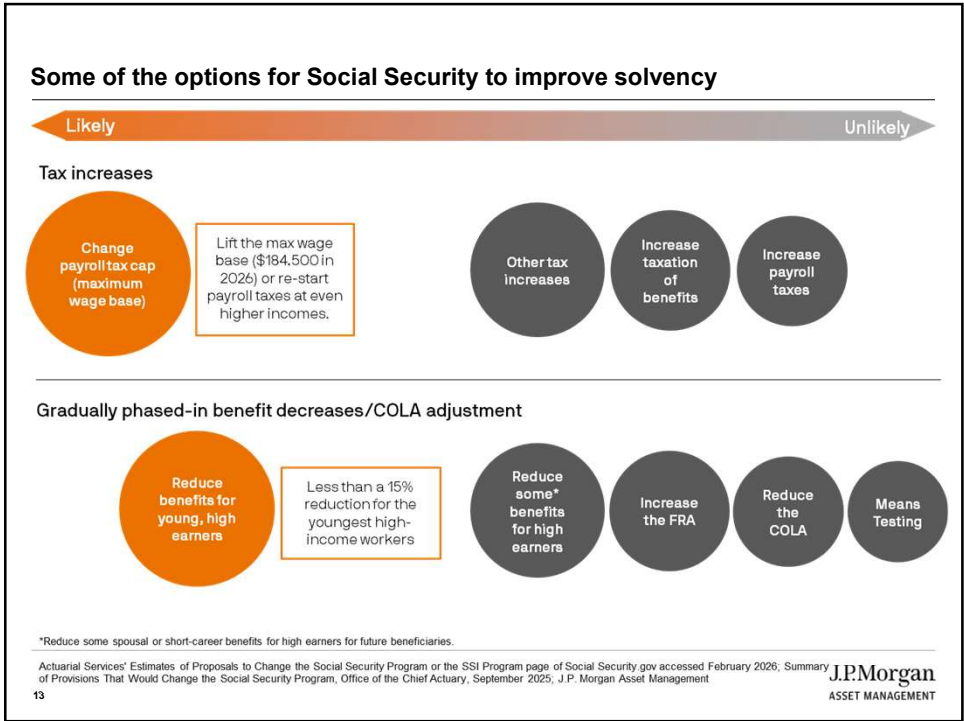 Some of the options for Social Security to improve solvency
Likely
Unlikely
Tax increases
Change
payroll tax cap
(maximum
wage base)
Lift the max wage
base ($184,500 in
2026) or re-start
payroll taxes at even
higher incomes.
Other tax
increases
Increase
taxation
of
benefits
Increase
payroll
taxes
Gradually phased-in benefit decreases/COLA adjustment
Reduce
benefits for
young, high
earners
Less than a 15%
reduction for the
youngest high-
income workers
Reduce
some*
benefits
for high
earners
Increase
the FRA
Reduce
the
COLA
Means
Testing
*Reduce some spousal or short-career benefits for high earners for future beneficiaries.
Actuarial Services' Estimates of Proposals to Change the Social Security Program or the SSI Program page of Social Security.gov accessed February 2026; Summary
of Provisions That Would Change the Social Security Program, Office of the Chief Actuary, September 2025; J.P. Morgan Asset Management
13
J.P.Morgan
ASSET MANAGEMENT